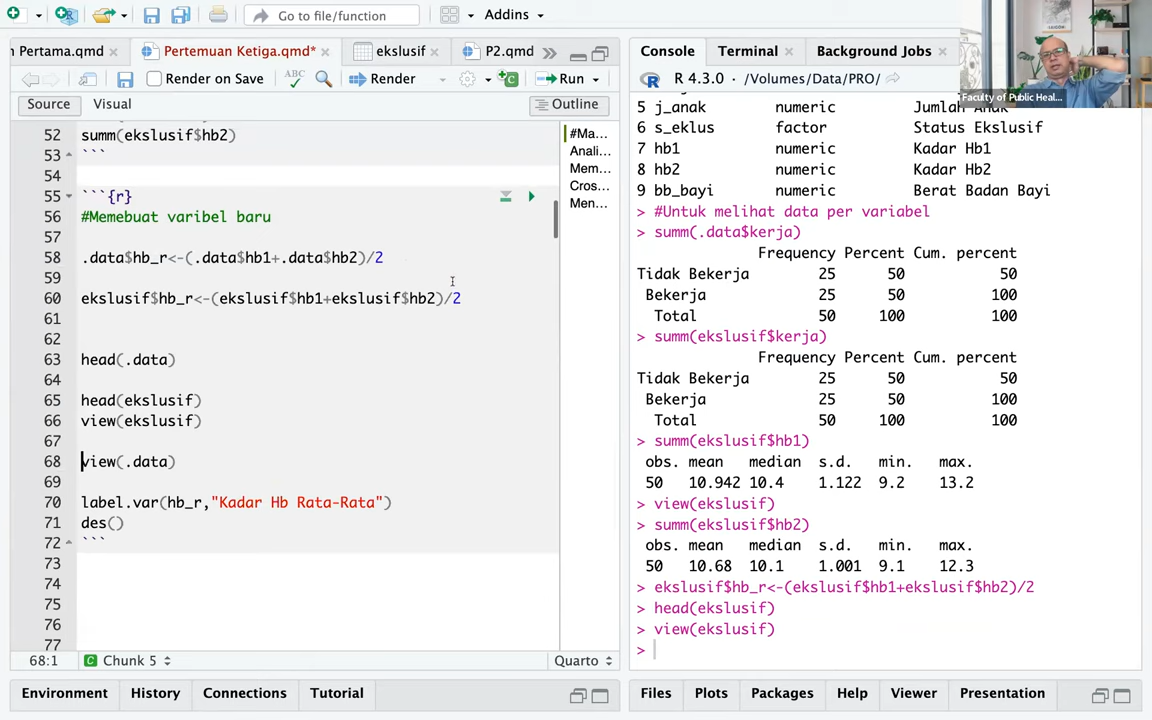 Go to file/function
Addins
n Pertama.qmd
Pertemuan Ketiga.qmd*
ekslusif
P2.qmd
Render on Save
ABC
Render
Run
Source
Visual
Outline
52 summ(ekslusif$hb2)
53 ```
54
55 ```{r}
56 #Memebuat varibel baru
57
58 .data$hb_r<-(.data$hb1+.data$hb2)/2
59
60 ekslusif$hb_r<-(ekslusif$hb1+ekslusif$hb2)/2
61
62
63 head(.data)
64
65 head(ekslusif)
66 view(ekslusif)
67
68 view(.data)
69
70 label.var(hb_r,"Kadar Hb Rata-Rata")
71 des()
72 ```
73
74
75
76
77
#Ma...
Anali...
Mem...
Cros...
Men...
68:1
Chunk 5
Quarto
Environment
History
Connections
Tutorial
Console
Terminal
Background Jobs
R 4.3.0 · /Volumes/Data/PRO/
Faculty of Public Heal...
5 j_anak numeric Jumlah Anak
6 s_eklus factor Status Ekslusif
7 hb1 numeric Kadar Hb1
8 hb2 numeric Kadar Hb2
9 bb_bayi numeric Berat Badan Bayi
> #Untuk melihat data per variabel
> summ(.data$kerja)
Frequency Percent Cum. percent
Tidak Bekerja 25 50 50
Bekerja 25 50 100
Total 50 100 100
> summ(ekslusif$kerja)
Frequency Percent Cum. percent
Tidak Bekerja 25 50 50
Bekerja 25 50 100
Total 50 100 100
> summ(ekslusif$hb1)
obs. mean median s.d. min. max.
50 10.942 10.4 1.122 9.2 13.2
> view(ekslusif)
> summ(ekslusif$hb2)
obs. mean median s.d. min. max.
50 10.68 10.1 1.001 9.1 12.3
> ekslusif$hb_r<-(ekslusif$hb1+ekslusif$hb2)/2
> head(ekslusif)
> view(ekslusif)
>
Files
Plots
Packages
Help
Viewer
Presentation